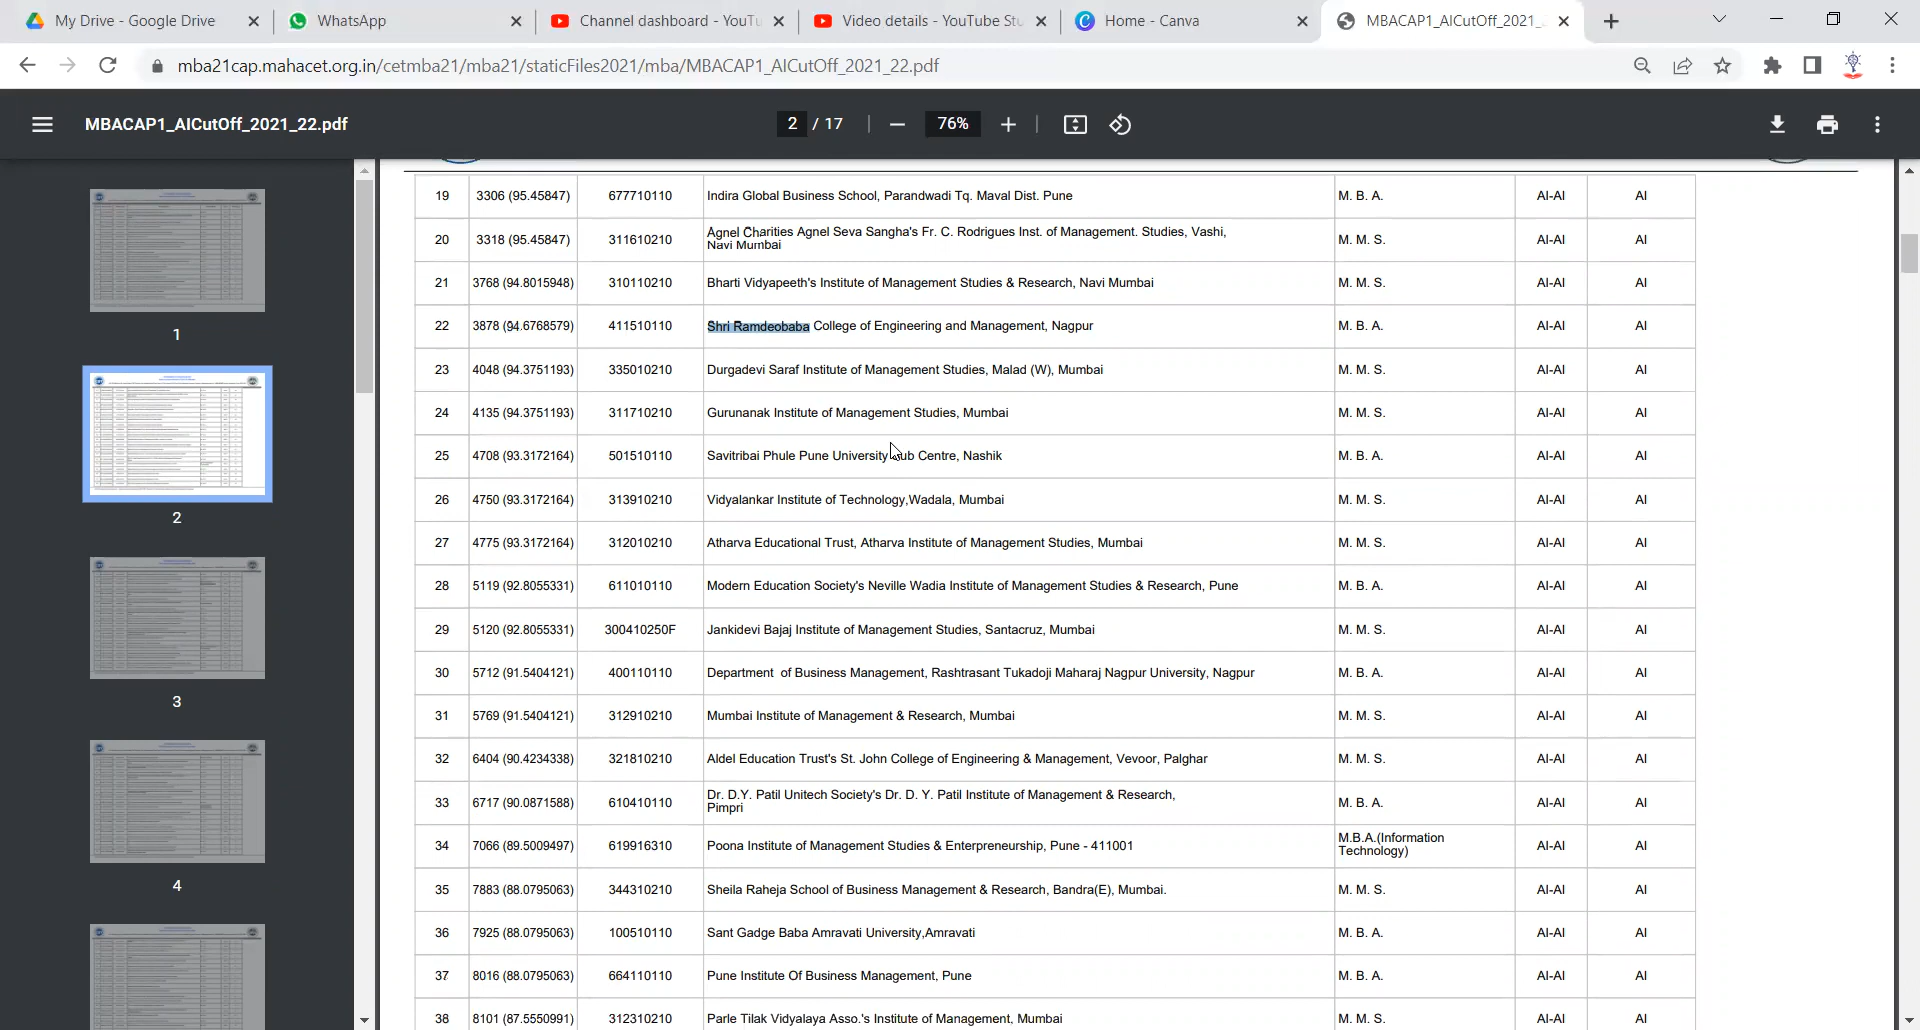 My Drive - Google Drive
WhatsApp
Channel dashboard - YouTu
Video details - YouTube Stu
Home - Canva
MBACAP1_AICutOff_2021_
mba21cap.mahacet.org.in/cetmba21/mba21/staticFiles2021/mba/MBACAP1_AICutOff_2021_22.pdf
MBACAP1_AICutOff_2021_22.pdf
2 / 17
76%
1
2
3
4
19 3306 (95.45847) 677710110 Indira Global Business School, Parandwadi Tq. Maval Dist. Pune M. B. A. AI-AI AI
20 3318 (95.45847) 311610210 Agnel Charities Agnel Seva Sangha's Fr. C. Rodrigues Inst. of Management. Studies, Vashi, M. M. S. AI-AI AI
Navi Mumbai
21 3768 (94.8015948) 310110210 Bharti Vidyapeeth's Institute of Management Studies & Research, Navi Mumbai M. M. S. AI-AI AI
22 3878 (94.6768579) 411510110 Shri Ramdeobaba College of Engineering and Management, Nagpur M. B. A. AI-AI AI
23 4048 (94.3751193) 335010210 Durgadevi Saraf Institute of Management Studies, Malad (W), Mumbai M. M. S. AI-AI AI
24 4135 (94.3751193) 311710210 Gurunanak Institute of Management Studies, Mumbai M. M. S. AI-AI AI
25 4708 (93.3172164) 501510110 Savitribai Phule Pune University Centre, Nashik M. B. A. AI-AI AI
26 4750 (93.3172164) 313910210 Vidyalankar Institute of Technology,Wadala, Mumbai M. M. S. AI-AI AI
27 4775 (93.3172164) 312010210 Atharva Educational Trust, Atharva Institute of Management Studies, Mumbai M. M. S. AI-AI AI
28 5119 (92.8055331) 611010110 Modern Education Society's Neville Wadia Institute of Management Studies & Research, Pune M. B. A. AI-AI AI
29 5120 (92.8055331) 300410250F Jankidevi Bajaj Institute of Management Studies, Santacruz, Mumbai M. M. S. AI-AI AI
30 5712 (91.5404121) 400110110 Department of Business Management, Rashtrasant Tukadoji Maharaj Nagpur University, Nagpur M. B. A. AI-AI AI
31 5769 (91.5404121) 312910210 Mumbai Institute of Management & Research, Mumbai M. M. S. AI-AI AI
32 6404 (90.4234338) 321810210 Aldel Education Trust's St. John College of Engineering & Management, Vevoor, Palghar M. M. S. AI-AI AI
33 6717 (90.0871588) 610410110 Dr. D.Y. Patil Unitech Society's Dr. D. Y. Patil Institute of Management & Research, M. B. A. AI-AI AI
Pimpri
34 7066 (89.5009497) 619916310 Poona Institute of Management Studies & Enterpreneurship, Pune - 411001 M.B.A.(Information AI-AI AI
Technology)
35 7883 (88.0795063) 344310210 Sheila Raheja School of Business Management & Research, Bandra(E), Mumbai. M. M. S. AI-AI AI
36 7925 (88.0795063) 100510110 Sant Gadge Baba Amravati University,Amravati M. B. A. AI-AI AI
37 8016 (88.0795063) 664110110 Pune Institute Of Business Management, Pune M. B. A. AI-AI AI
38 8101 (87.5550991) 312310210 Parle Tilak Vidyalaya Asso.'s Institute of Management, Mumbai M. M. S. AI-AI AI